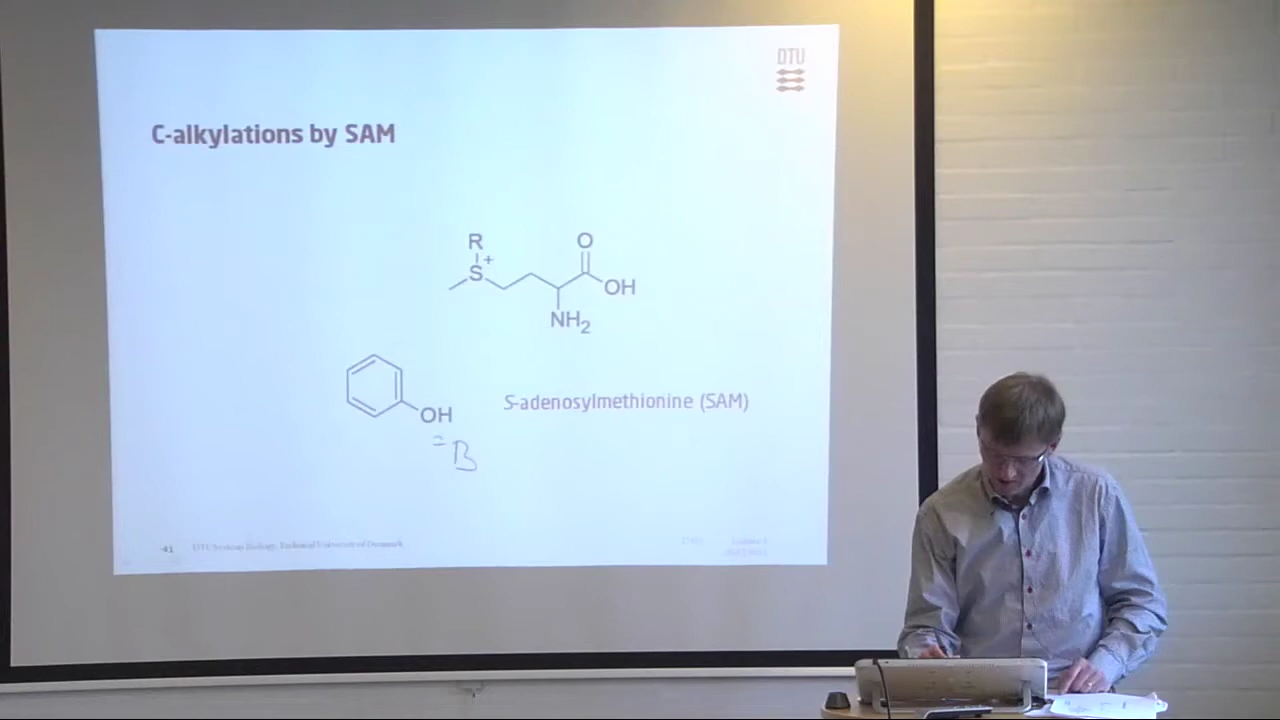 DTU
C-alkylations by SAM
R
S+
O
OH
NH2
OH
S-adenosylmethionine (SAM)
B
41 DTU Systems Biology, Technical University of Denmark